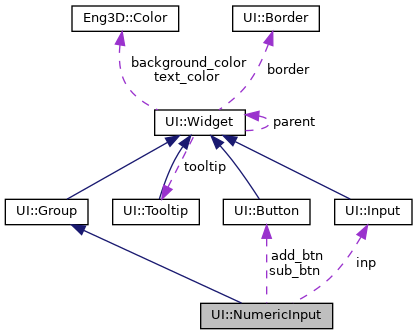 Eng3D::Color
UI::Border
background_color
text_color
border
UI::Widget
parent
tooltip
UI::Group
UI::Tooltip
UI::Button
UI::Input
add_btn
sub_btn
inp
UI::NumericInput